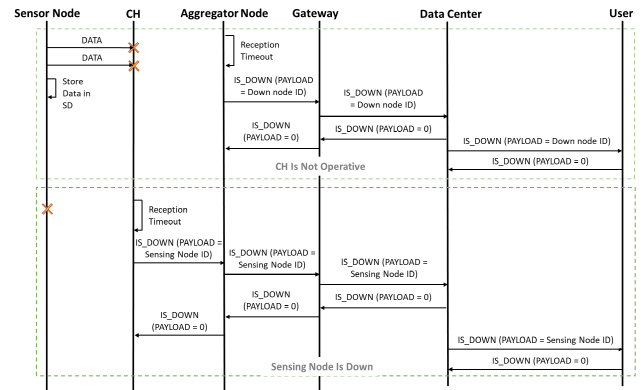 Sensor Node CH Aggregator Node Gateway Data Center User
DATA
DATA
Reception
Timeout
Store
Data in
SD
IS_DOWN (PAYLOAD
= Down node ID)
IS_DOWN (PAYLOAD
= Down node ID)
IS_DOWN
(PAYLOAD = 0)
IS_DOWN (PAYLOAD = 0)
IS_DOWN (PAYLOAD = Down node ID)
IS_DOWN (PAYLOAD = 0)
CH Is Not Operative
Reception
Timeout
IS_DOWN (PAYLOAD =
Sensing Node ID)
IS_DOWN (PAYLOAD =
Sensing Node ID)
IS_DOWN (PAYLOAD =
Sensing Node ID)
IS_DOWN (PAYLOAD = 0)
IS_DOWN
(PAYLOAD = 0)
IS_DOWN
(PAYLOAD = 0)
IS_DOWN (PAYLOAD = Sensing Node ID)
IS_DOWN (PAYLOAD = 0)
Sensing Node Is Down